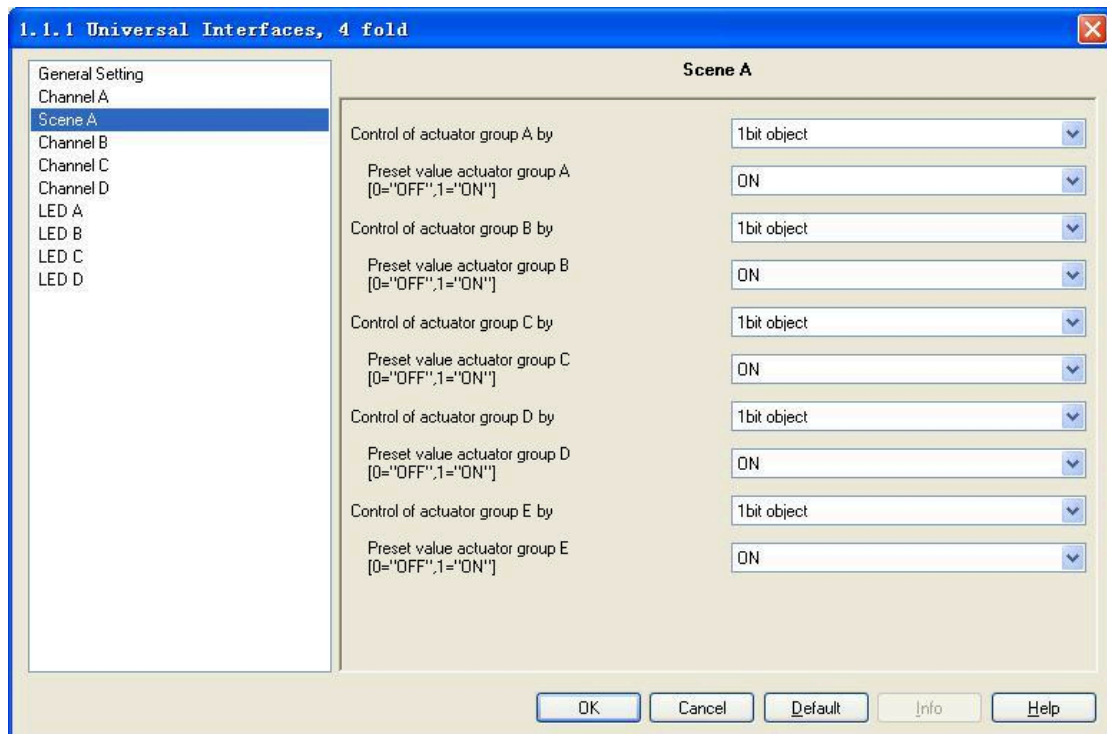 1.1.1 Universal Interfaces, 4 fold
General Setting
Channel A
Scene A
Channel B
Channel C
Channel D
LED A
LED B
LED C
LED D
Scene A
Control of actuator group A by
1bit object
Preset value actuator group A
[0="OFF",1="ON"]
ON
Control of actuator group B by
1bit object
Preset value actuator group B
[0="OFF",1="ON"]
ON
Control of actuator group C by
1bit object
Preset value actuator group C
[0="OFF",1="ON"]
ON
Control of actuator group D by
1bit object
Preset value actuator group D
[0="OFF",1="ON"]
ON
Control of actuator group E by
1bit object
Preset value actuator group E
[0="OFF",1="ON"]
ON
OK
Cancel
Default
Info
Help